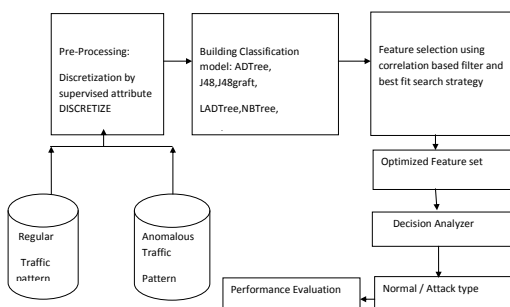 Pre-Processing:
Discretization by
supervised attribute
DISCRETIZE
Building Classification
model: ADTree,
J48,J48graft,
LADTree,NBTree,
Feature selection using
correlation based filter and
best fit search strategy
Optimized Feature set
Decision Analyzer
Normal / Attack type
Performance Evaluation
Regular
Traffic
pattern
Anomalous
Traffic
Pattern